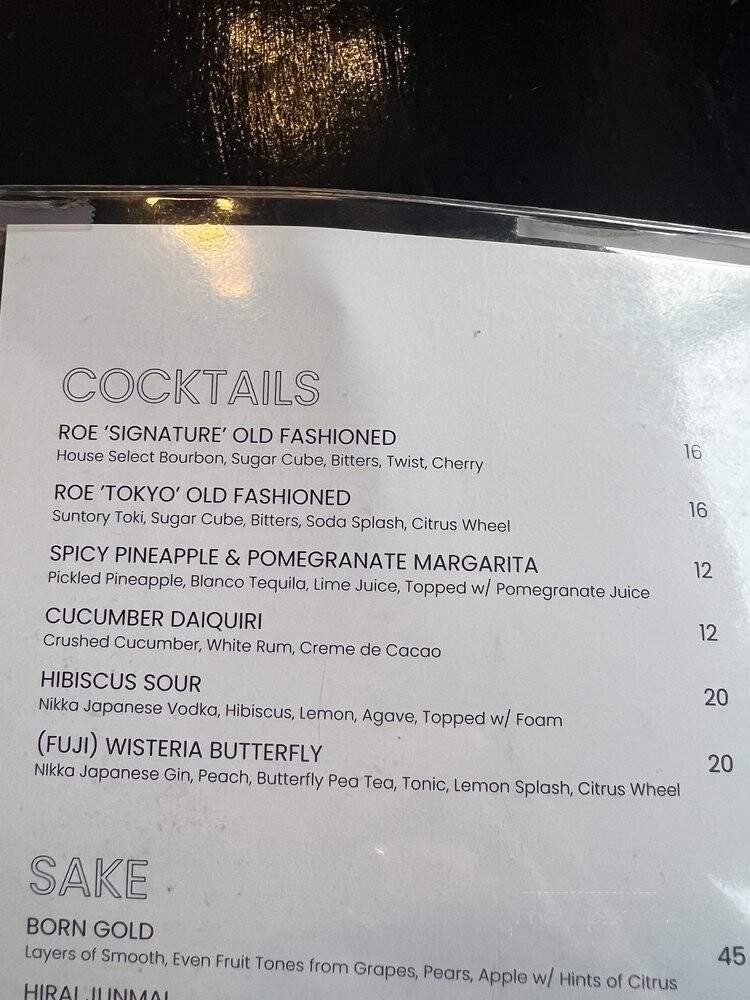 COCKTAILS
ROE 'SIGNATURE' OLD FASHIONED 16
House Select Bourbon, Sugar Cube, Bitters, Twist, Cherry
ROE 'TOKYO' OLD FASHIONED 16
Suntory Toki, Sugar Cube, Bitters, Soda Splash, Citrus Wheel
SPICY PINEAPPLE & POMEGRANATE MARGARITA 12
Pickled Pineapple, Blanco Tequila, Lime Juice, Topped w/ Pomegranate Juice
CUCUMBER DAIQUIRI 12
Crushed Cucumber, White Rum, Creme de Cacao
HIBISCUS SOUR 20
Nikka Japanese Vodka, Hibiscus, Lemon, Agave, Topped w/ Foam
(FUJI) WISTERIA BUTTERFLY 20
NIkka Japanese Gin, Peach, Butterfly Pea Tea, Tonic, Lemon Splash, Citrus Wheel
SAKE
BORN GOLD 45
Layers of Smooth, Even Fruit Tones from Grapes, Pears, Apple w/ Hints of Citrus
HIRAI JUNMAI